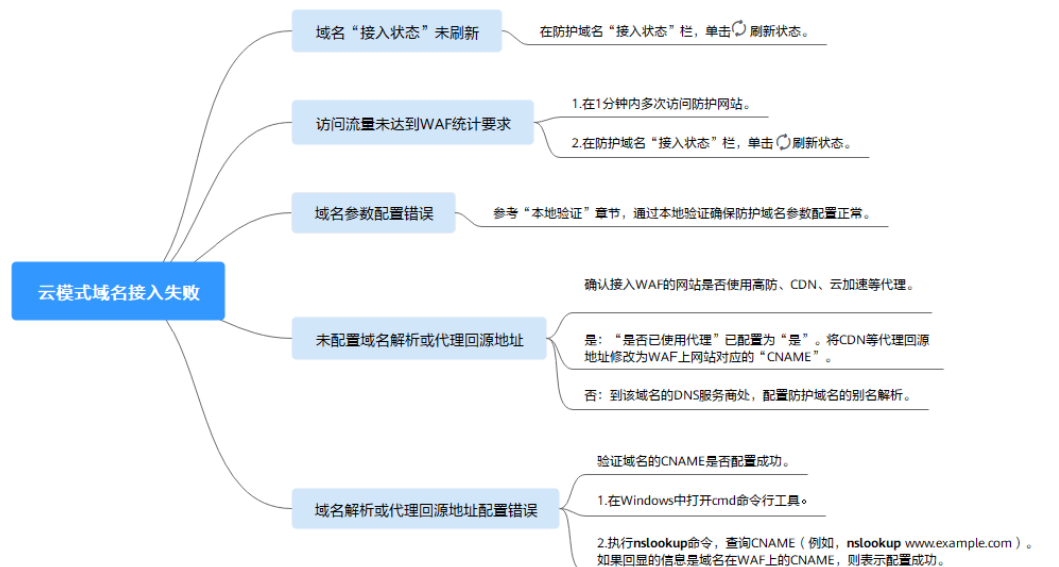 域名“接入状态”未刷新
在防护域名“接入状态”栏，单击 刷新状态。
访问流量未达到WAF统计要求
1.在1分钟内多次访问防护网站。
2.在防护域名“接入状态”栏，单击 刷新状态。
域名参数配置错误
参考“本地验证”章节，通过本地验证确保防护域名参数配置正常。
云模式域名接入失败
未配置域名解析或代理回源地址
确认接入WAF的网站是否使用高防、CDN、云加速等代理。
是：“是否已使用代理”已配置为“是”。将CDN等代理回源
地址修改为WAF上网站对应的“CNAME”。
否：到该域名的DNS服务商处，配置防护域名的别名解析。
域名解析或代理回源地址配置错误
验证域名的CNAME是否配置成功。
1.在Windows中打开cmd命令行工具。
2.执行nslookup命令，查询CNAME（例如，nslookup www.example.com）。
如果回显的信息是域名在WAF上的CNAME，则表示配置成功。